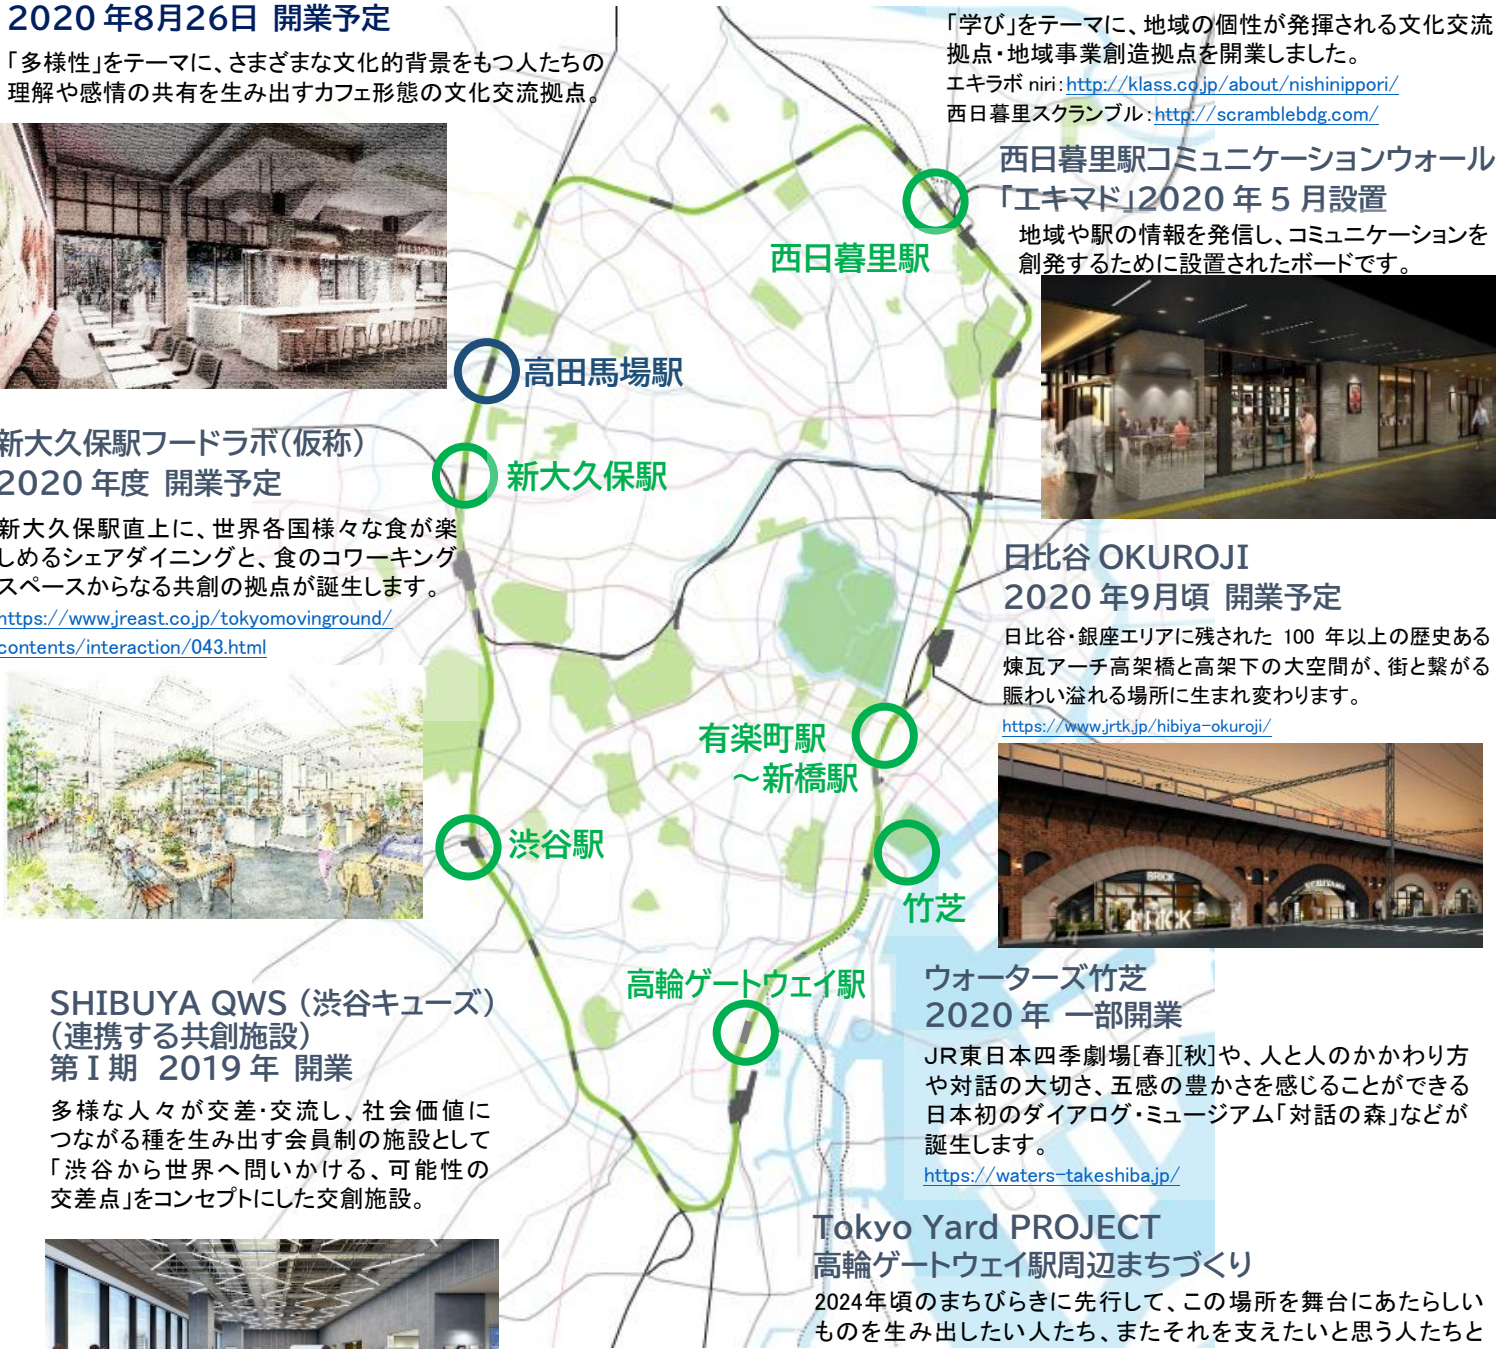 2020年8月26日 開業予定
「多様性」をテーマに、さまざまな文化的背景をもつ人たちの
理解や感情の共有を生み出すカフェ形態の文化交流拠点。
「学び」をテーマに、地域の個性が発揮される文化交流
拠点・地域事業創造拠点を開業しました。
エキラボ niri：http://klass.co.jp/about/nishinippori/
西日暮里スクランブル：http://scramblebdg.com/
西日暮里駅コミュニケーションウォール
「エキマド」2020 年 5 月設置
地域や駅の情報を発信し、コミュニケーションを
創発するために設置されたボードです。
西日暮里駅
高田馬場駅
新大久保駅
新大久保駅フードラボ(仮称)
2020 年度 開業予定
新大久保駅直上に、世界各国様々な食が楽
しめるシェアダイニングと、食のコワーキング
スペースからなる共創の拠点が誕生します。
https://www.jreast.co.jp/tokyomovinground/
contents/interaction/043.html
日比谷 OKUROJI
2020 年9月頃 開業予定
日比谷・銀座エリアに残された 100 年以上の歴史ある
煉瓦アーチ高架橋と高架下の大空間が、街と繋がる
賑わい溢れる場所に生まれ変わります。
https://www.jrtk.jp/hibiya-okuroji/
BRICK
BRICK
有楽町駅
～新橋駅
渋谷駅
竹芝
高輪ゲートウェイ駅
SHIBUYA QWS (渋谷キューズ)
(連携する共創施設)
第Ⅰ期 2019 年 開業
多様な人々が交差・交流し、社会価値に
つながる種を生み出す会員制の施設として
「渋谷から世界へ問いかける、可能性の
交差点」をコンセプトにした交創施設。
ウォーターズ竹芝
2020 年 一部開業
ＪＲ東日本四季劇場[春][秋]や、人と人のかかわり方
や対話の大切さ、五感の豊かさを感じることができる
日本初のダイアログ・ミュージアム「対話の森」などが
誕生します。
https://waters-takeshiba.jp/
Tokyo Yard PROJECT
高輪ゲートウェイ駅周辺まちづくり
2024年頃のまちびらきに先行して、この場所を舞台にあたらしい
ものを生み出したい人たち、またそれを支えたいと思う人たちと